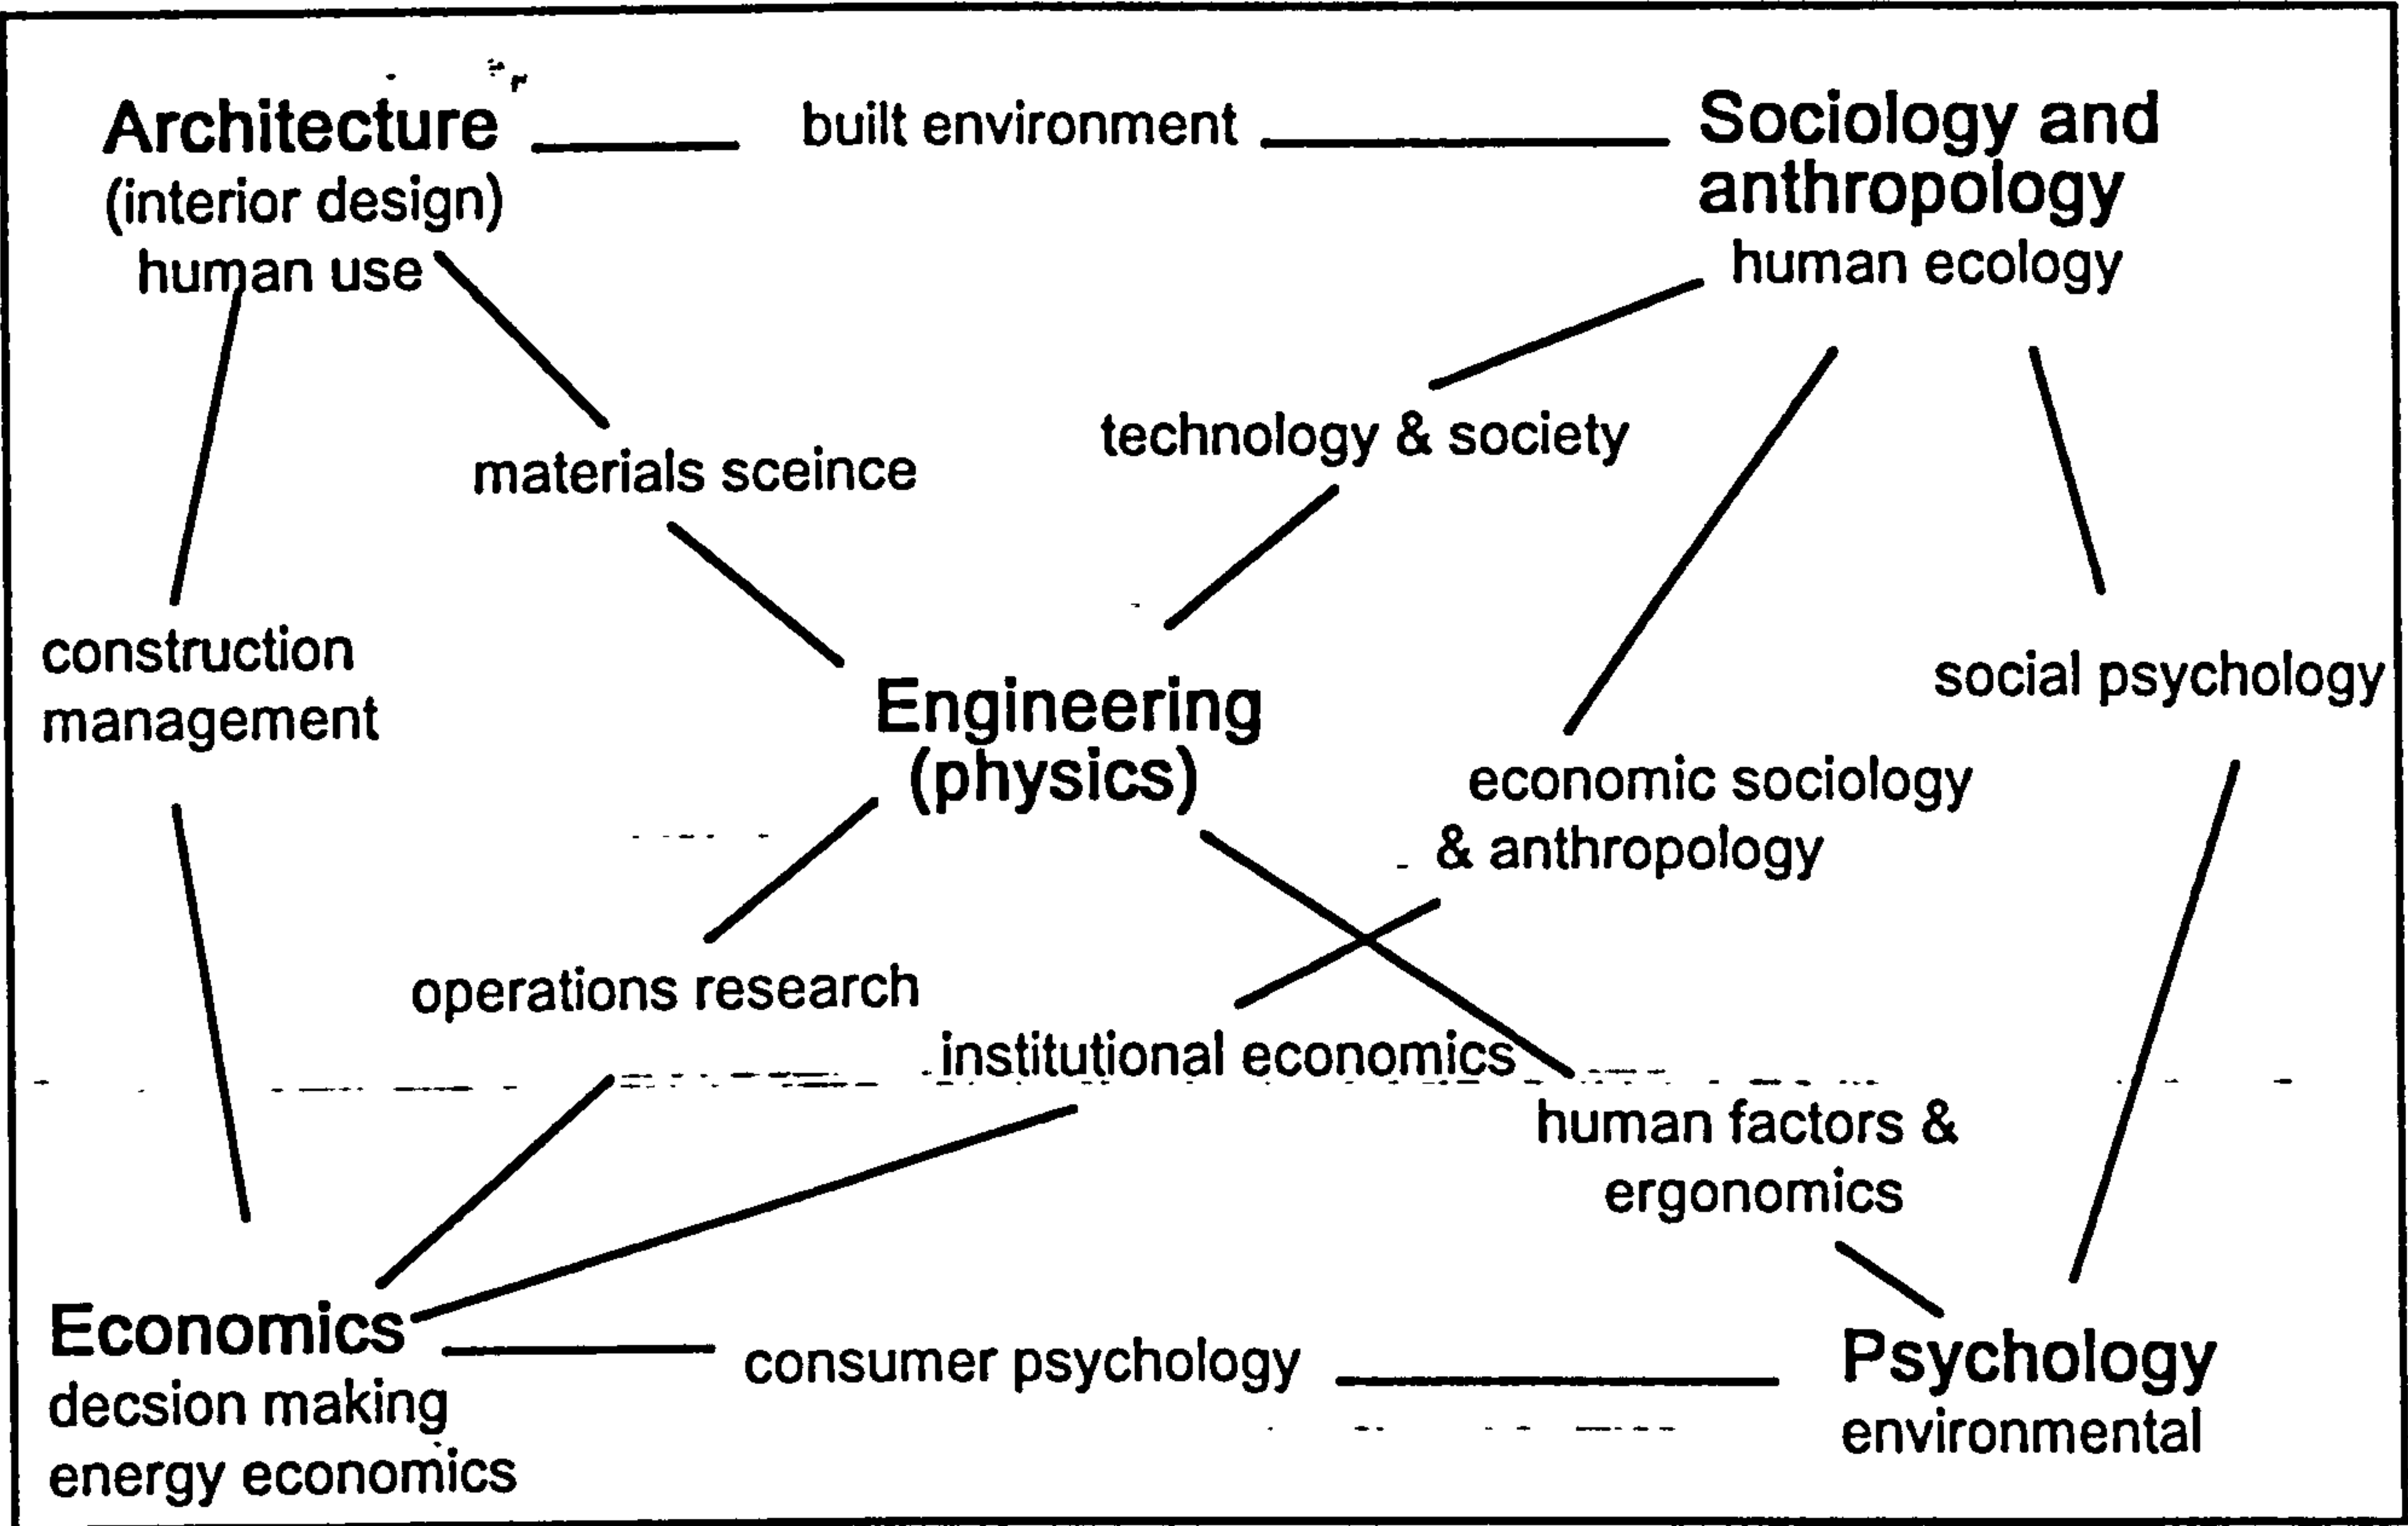 Architecture
(interior design)
human use
built environment
Sociology and
anthropology
human ecology
materials sceince
technology & society
construction
management
Engineering
(physics)
social psychology
economic sociology
& anthropology
operations research
institutional economics
human factors &
ergonomics
Economics
decsion making
energy economics
consumer psychology
Psychology
environmental